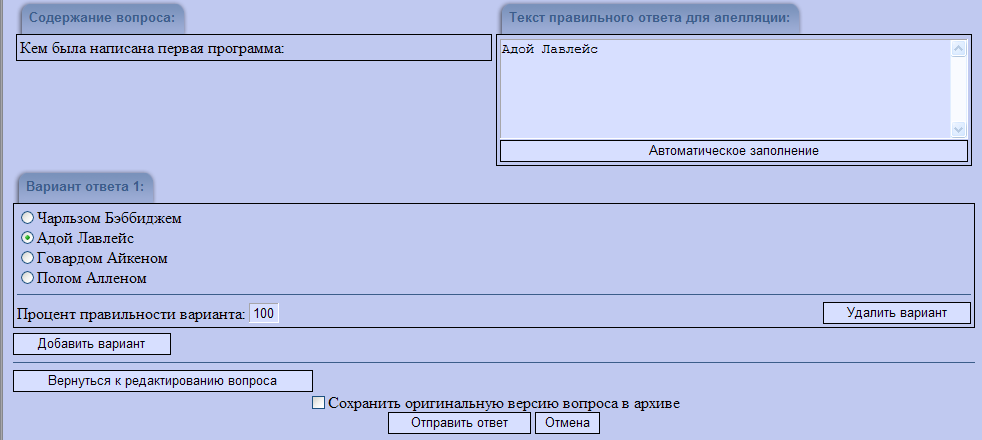 Содержание вопроса:
Текст правильного ответа для апелляции:
Кем была написана первая программа:
Адой Лавлейс
Автоматическое заполнение
Вариант ответа 1:
Чарльзом Бэббиджем
Адой Лавлейс
Говардом Айкеном
Полом Алленом
Процент правильности варианта: 100
Удалить вариант
Добавить вариант
Вернуться к редактированию вопроса
Сохранить оригинальную версию вопроса в архиве
Отправить ответ
Отмена